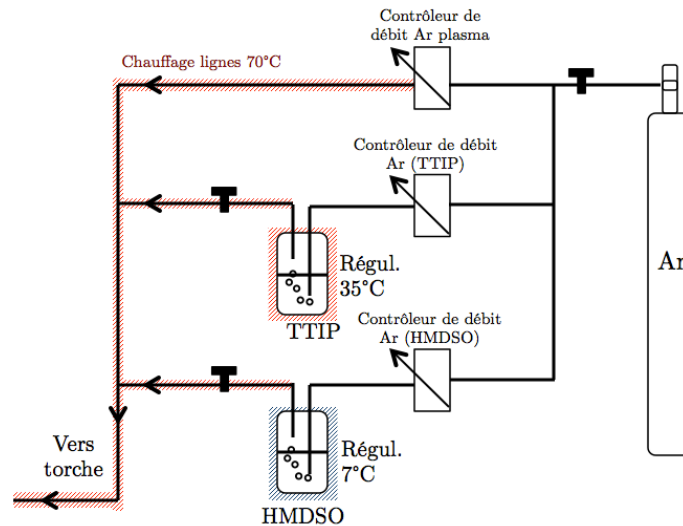 Contrôleur de
débit Ar plasma
Chauffage lignes 70°C
Contrôleur de débit
Ar (TTIP)
Ar
Régul.
35°C
TTIP
Contrôleur de débit
Ar (HMDSO)
Vers
torche
Régul.
7°C
HMDSO